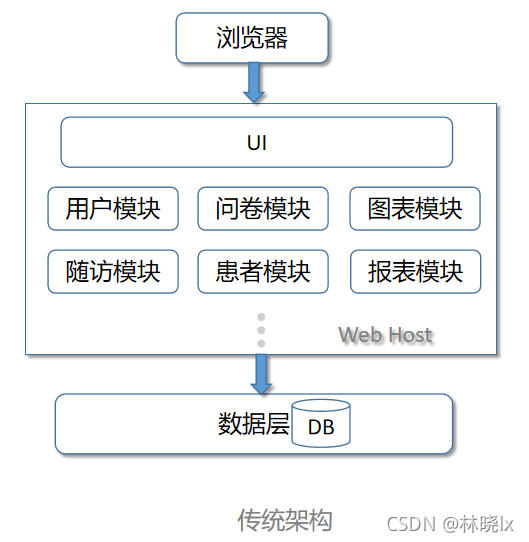 浏览器
UI
用户模块 问卷模块 图表模块
随访模块 患者模块 报表模块
Web Host
数据层 DB
传统架构
CSDN @林晓lx